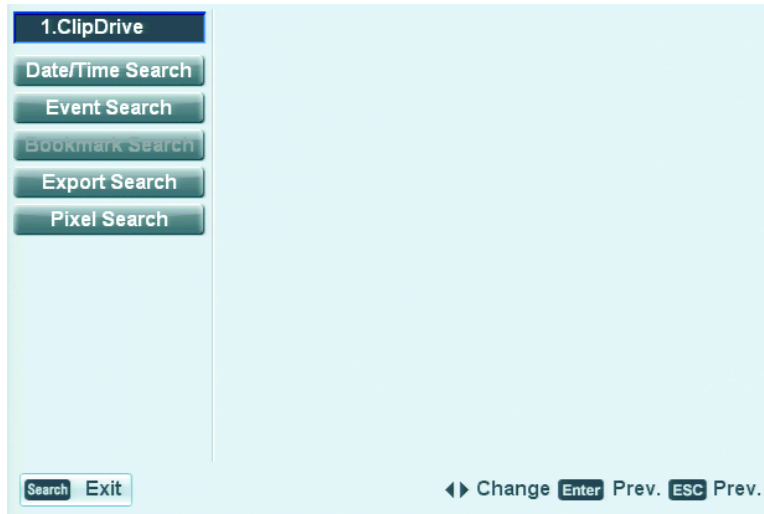 1.ClipDrive
Date/Time Search
Event Search
Bookmark Search
Export Search
Pixel Search
Search Exit
Change Enter Prev. ESC Prev.